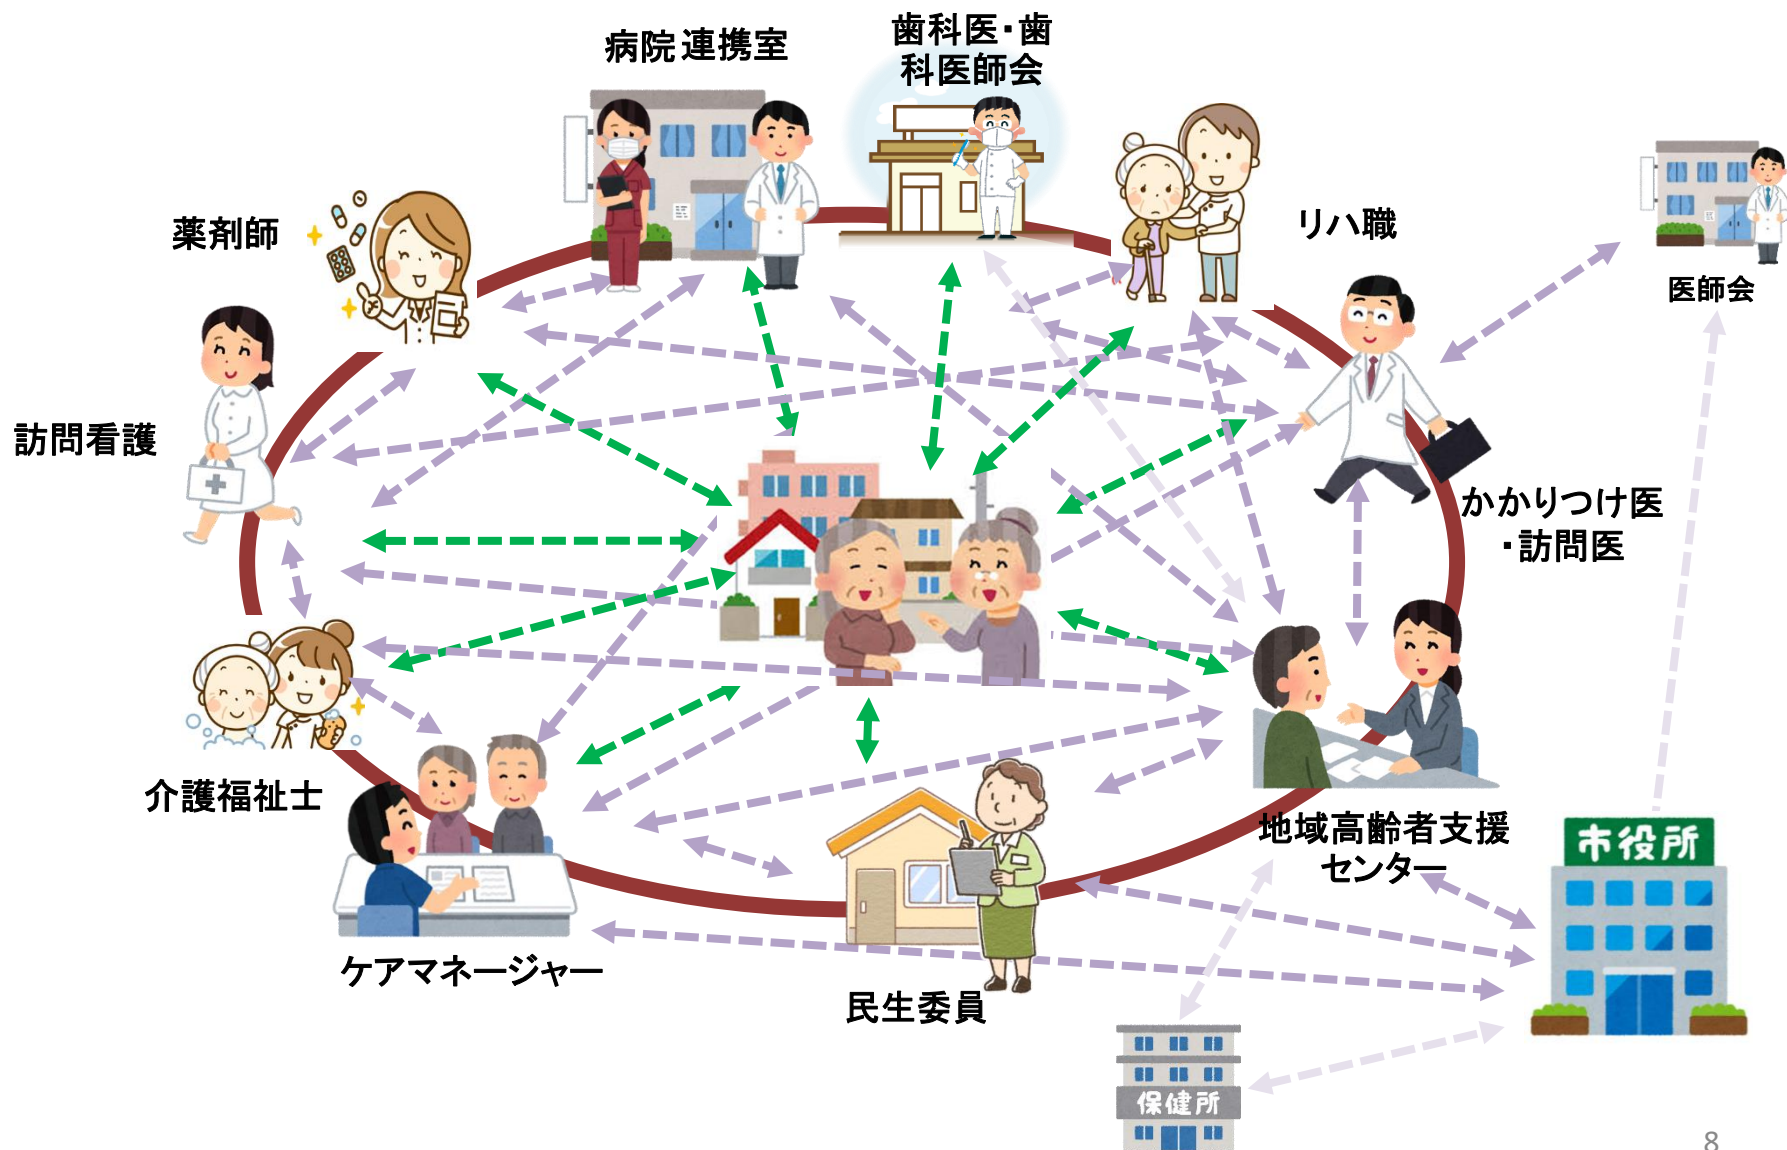 病院連携室
歯科医・歯
科医師会
薬剤師
リハ職
医師会
訪問看護
かかりつけ医
・訪問医
介護福祉士
地域高齢者支援
センター
市役所
ケアマネージャー
民生委員
保健所
8